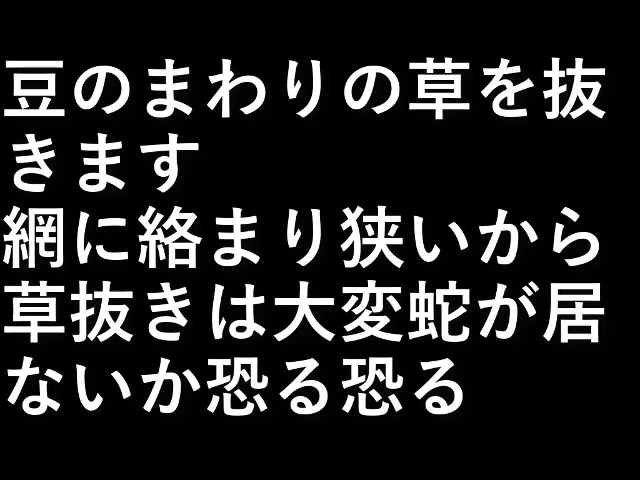 豆のまわりの草を抜
きます
網に絡まり狭いから
草抜きは大変蛇が居
ないか恐る恐る